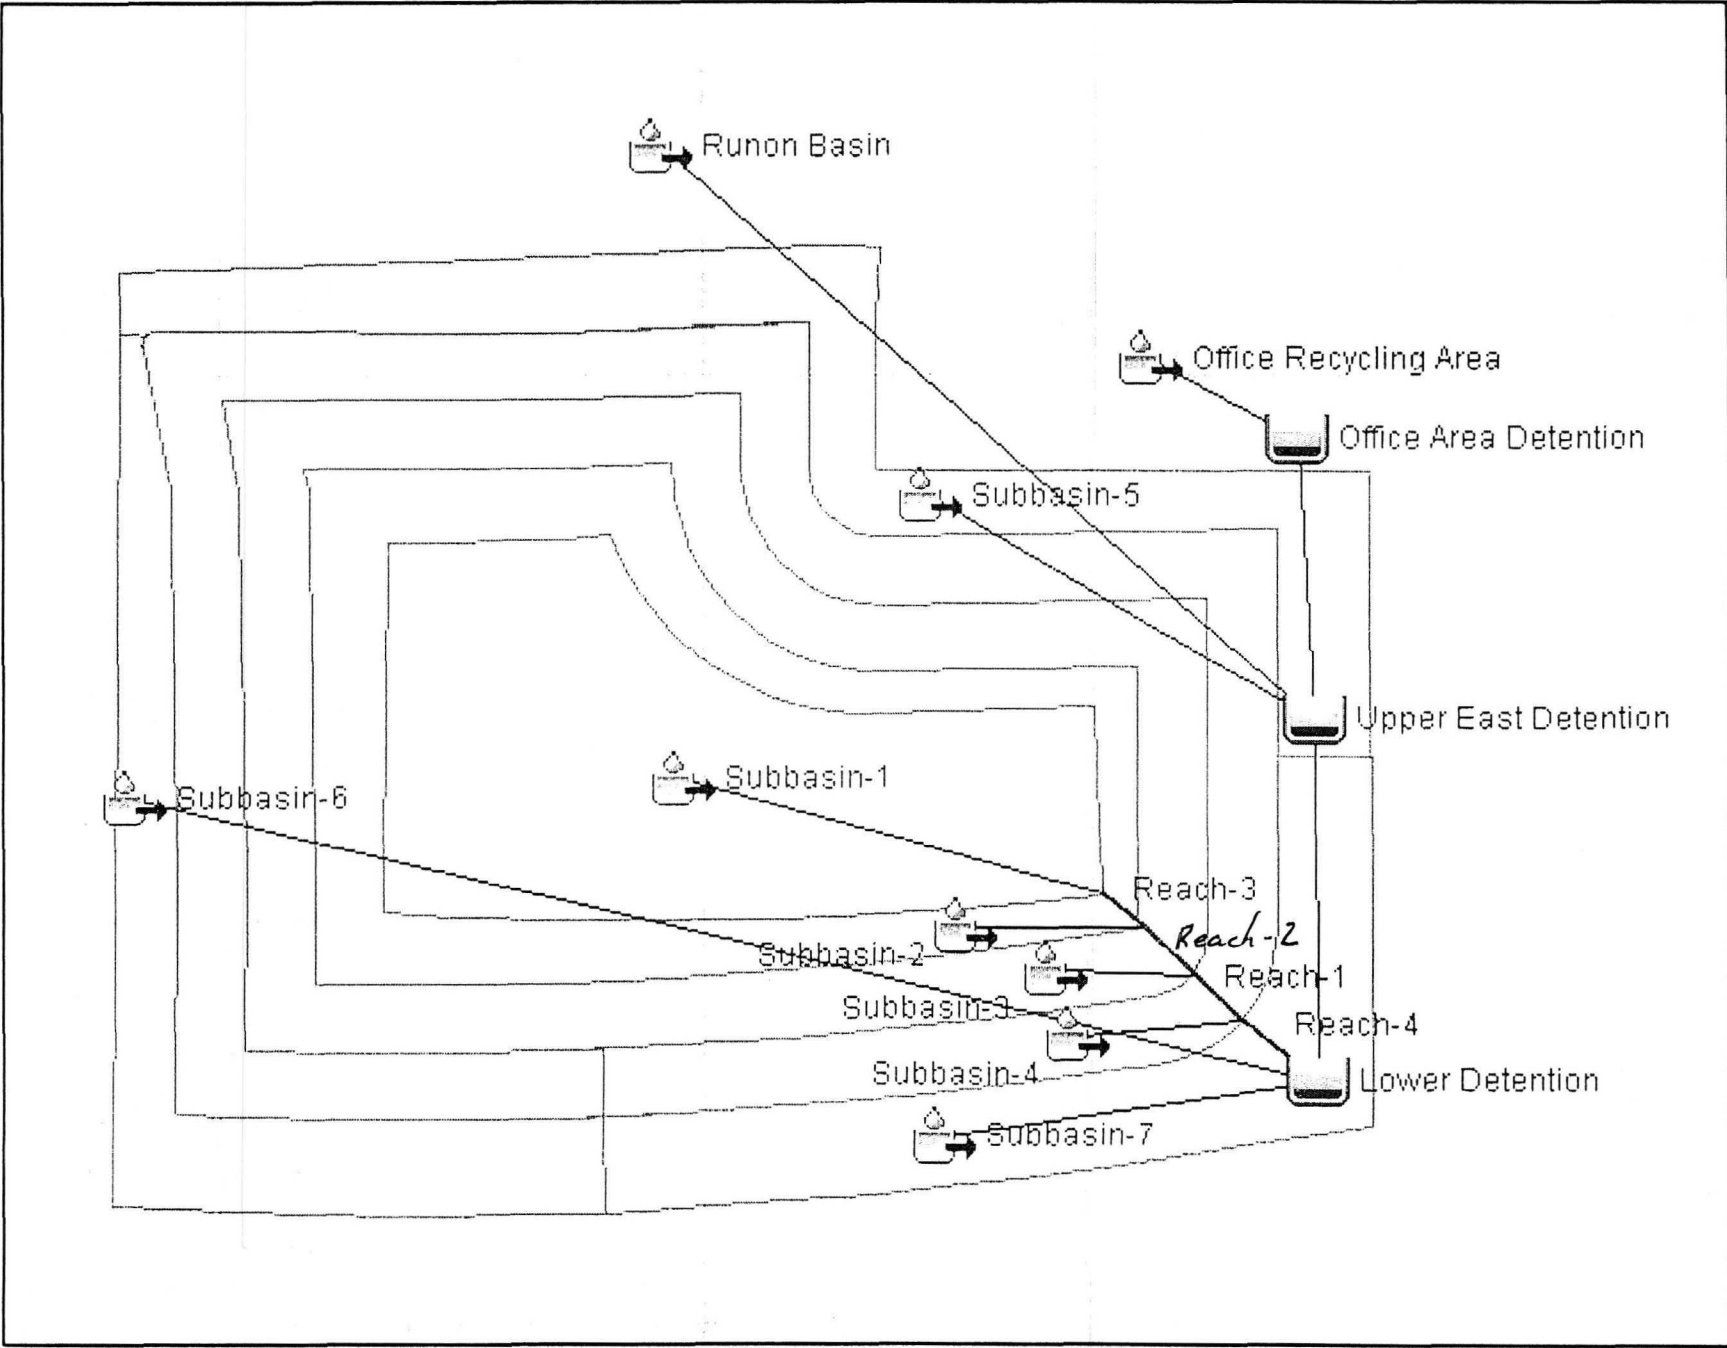 Runon Basin
Office Recycling Area
Office Area Detention
Subbasin-5
Upper East Detention
Subbasin-1
Subbasin-6
Reach-3
Reach-2
Subbasin-2
Reach-1
Subbasin-3
Reach-4
Subbasin-4
Lower Detention
Subbasin-7